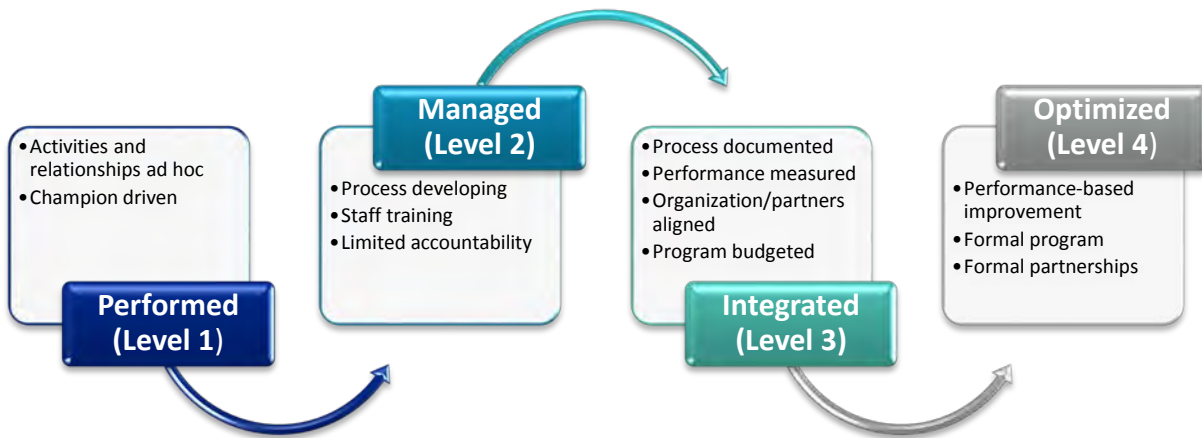 • Activities and
relationships ad hoc
• Champion driven
Performed
(Level 1)
Managed
(Level 2)
• Process developing
• Staff training
• Limited accountability
• Process documented
• Performance measured
• Organization/partners
aligned
• Program budgeted
Integrated
(Level 3)
Optimized
(Level 4)
• Performance-based
improvement
• Formal program
• Formal partnerships